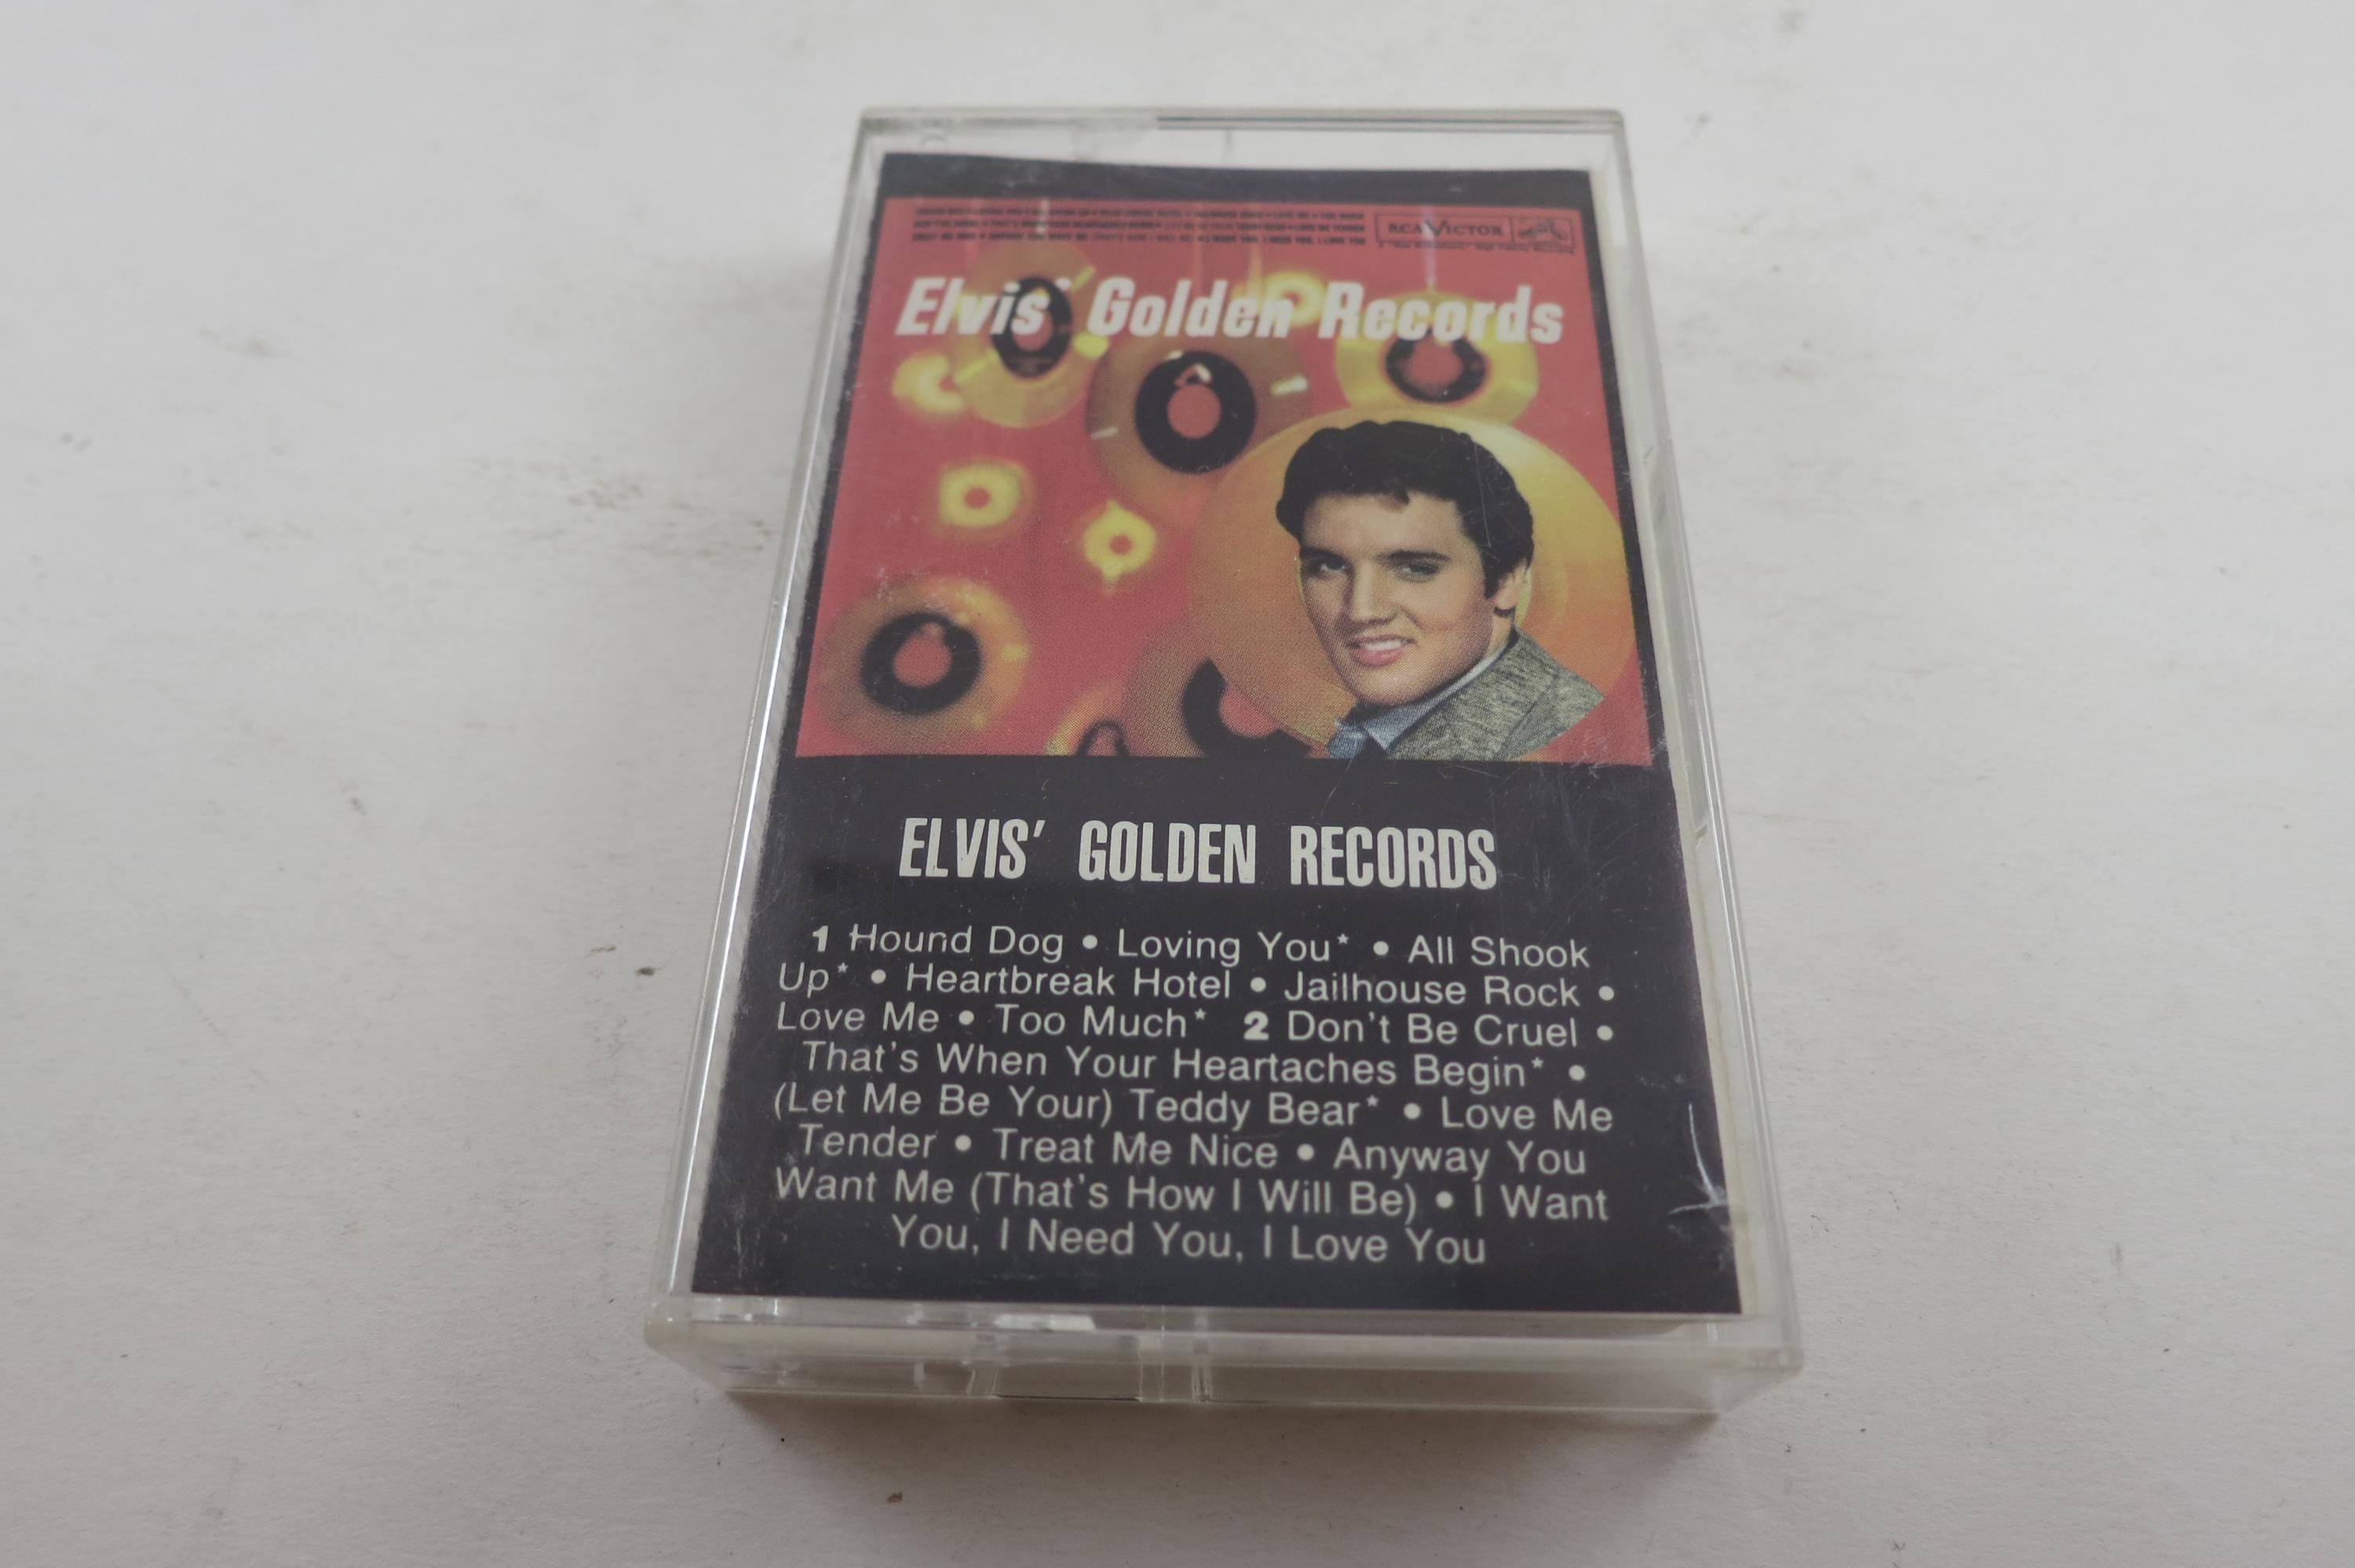 RCA VICTOR
Elvis' Golden Records
ELVIS' GOLDEN RECORDS
1 Hound Dog • Loving You* • All Shook
Up* • Heartbreak Hotel • Jailhouse Rock •
Love Me • Too Much* 2 Don't Be Cruel •
That's When Your Heartaches Begin* •
(Let Me Be Your) Teddy Bear* • Love Me
Tender • Treat Me Nice • Anyway You
Want Me (That's How I Will Be) • I Want
You, I Need You, I Love You